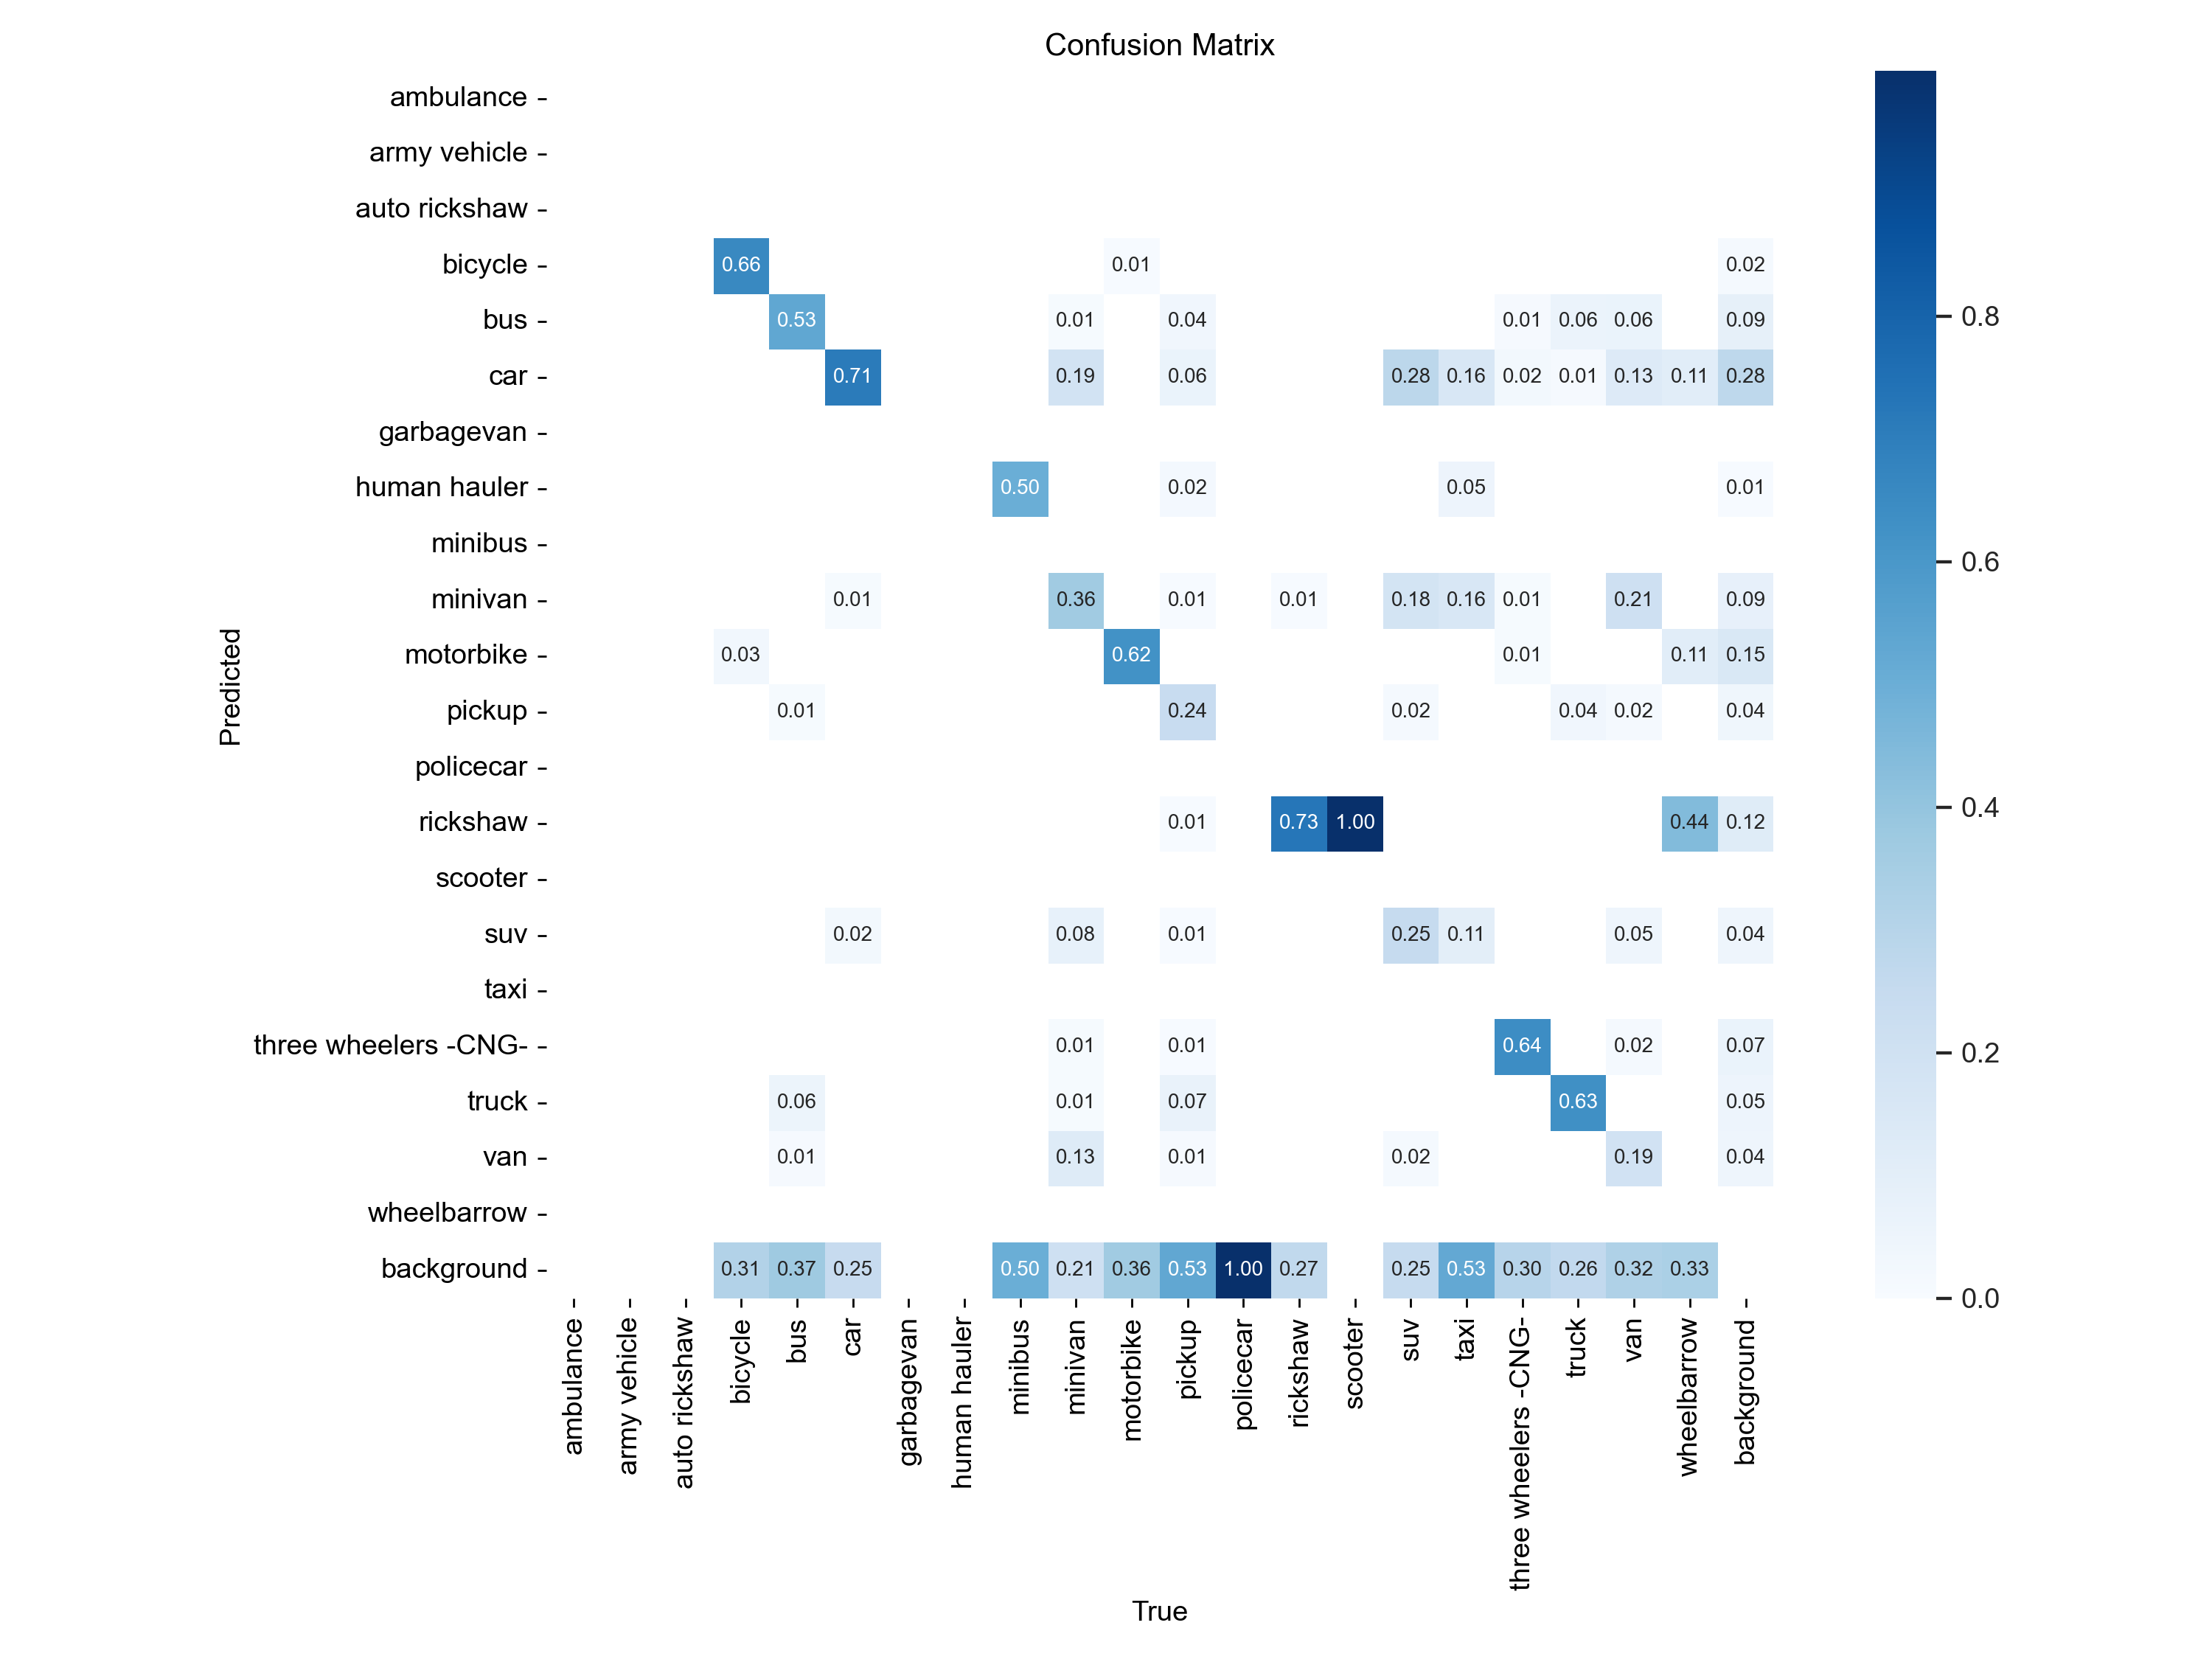 Confusion Matrix
ambulance
army vehicle
auto rickshaw
bicycle 0.66 0.01 0.02
bus 0.53 0.01 0.04 0.01 0.06 0.06 0.09
car 0.71 0.19 0.06 0.28 0.16 0.02 0.01 0.13 0.11 0.28
garbagevan
human hauler 0.50 0.02 0.05 0.01
minibus
minivan 0.01 0.36 0.01 0.01 0.18 0.16 0.01 0.21 0.09
motorbike 0.03 0.62 0.01 0.11 0.15
pickup 0.01 0.24 0.02 0.04 0.02 0.04
policecar
rickshaw 0.01 0.73 1.00 0.44 0.12
scooter
suv 0.02 0.08 0.01 0.25 0.11 0.05 0.04
taxi
three wheelers -CNG- 0.01 0.01 0.64 0.02 0.07
truck 0.06 0.01 0.07 0.63 0.05
van 0.01 0.13 0.01 0.02 0.19 0.04
wheelbarrow
background 0.31 0.37 0.25 0.50 0.21 0.36 0.53 1.00 0.27 0.25 0.53 0.30 0.26 0.32 0.33
Predicted
ambulance
army vehicle
auto rickshaw
bicycle
bus
car
garbagevan
human hauler
minibus
minivan
motorbike
pickup
policecar
rickshaw
scooter
suv
taxi
three wheelers -CNG-
truck
van
wheelbarrow
background
True
0.8
0.6
0.4
0.2
0.0